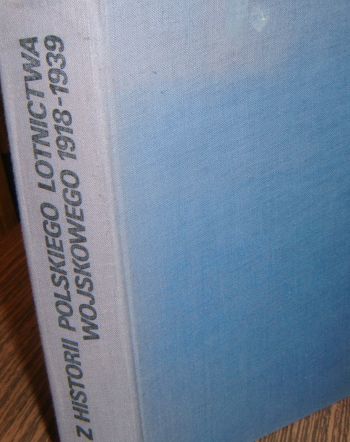 Z HISTORII POLSKIEGO LOTNICTWA
WOJSKOWEGO 1918-1939